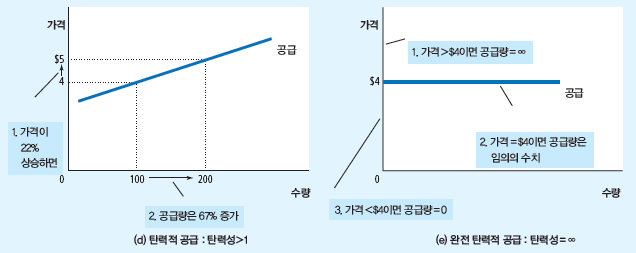 가격
공급
$5
4
1. 가격이
22%
상승하면
0
100
200
수량
2. 공급량은 67% 증가
(d) 탄력적 공급 : 탄력성>1
가격
1. 가격>$4이면 공급량=∞
$4
공급
2. 가격=$4이면 공급량은
임의의 수치
0
수량
3. 가격<$4이면 공급량=0
(e) 완전 탄력적 공급 : 탄력성=∞